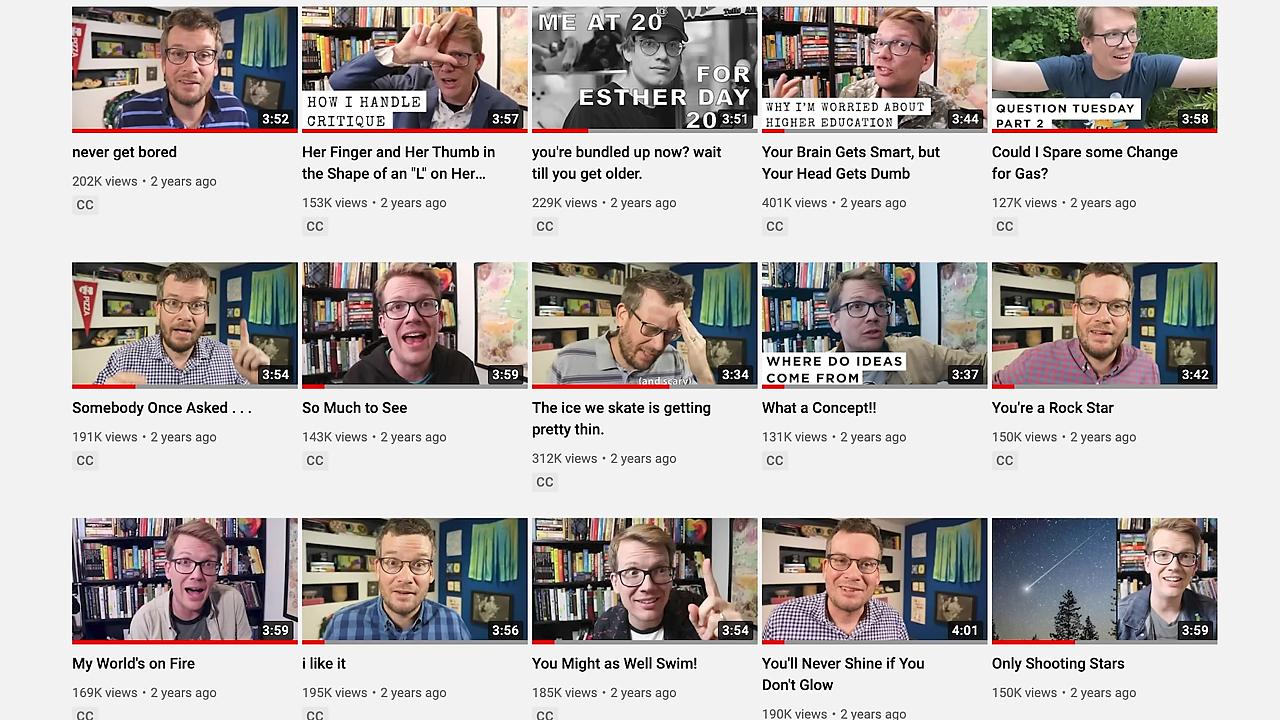 PIZZA
3:52
HOW I HANDLE
CRITIQUE
3:57
ME AT 20
FOR
ESTHER DAY
20
3:51
WHY I'M WORRIED ABOUT
HIGHER EDUCATION
3:44
QUESTION TUESDAY
PART 2
3:58
never get bored
202K views • 2 years ago
CC
Her Finger and Her Thumb in
the Shape of an "L" on Her...
153K views • 2 years ago
CC
you're bundled up now? wait
till you get older.
229K views • 2 years ago
CC
Your Brain Gets Smart, but
Your Head Gets Dumb
401K views • 2 years ago
CC
Could I Spare some Change
for Gas?
127K views • 2 years ago
CC
PIZZA
3:54
3:59
(and scary)
3:34
WHERE DO IDEAS
COME FROM
3:37
3:42
Somebody Once Asked . . .
191K views • 2 years ago
CC
So Much to See
143K views • 2 years ago
CC
The ice we skate is getting
pretty thin.
312K views • 2 years ago
CC
What a Concept!!
131K views • 2 years ago
CC
You're a Rock Star
150K views • 2 years ago
CC
3:59
3:56
3:54
4:01
3:59
My World's on Fire
169K views • 2 years ago
CC
i like it
195K views • 2 years ago
CC
You Might as Well Swim!
185K views • 2 years ago
CC
You'll Never Shine if You
Don't Glow
190K views • 2 years ago
Only Shooting Stars
150K views • 2 years ago